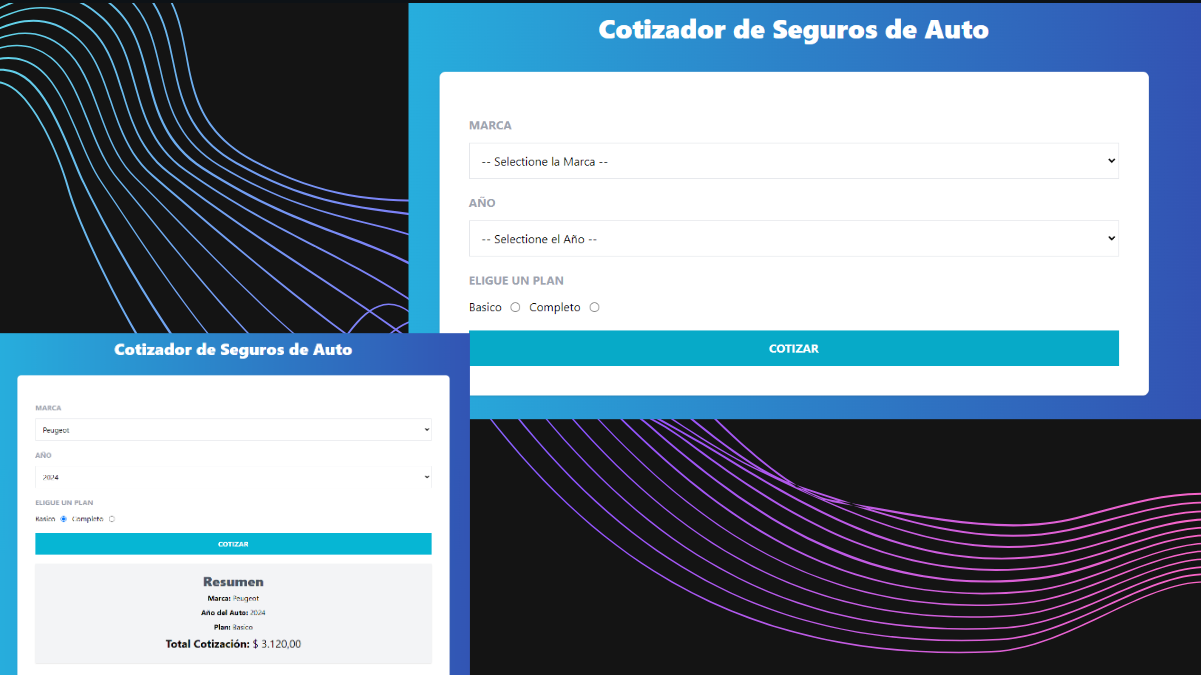 Cotizador de Seguros de Auto
MARCA
-- Selectione la Marca --
AÑO
-- Selectione el Año --
ELIGUE UN PLAN
Basico Completo
COTIZAR
Cotizador de Seguros de Auto
MARCA
Peugeot
AÑO
2024
ELIGUE UN PLAN
Basico Completo
COTIZAR
Resumen
Marca: Peugeot
Año del Auto: 2024
Plan: Basico
Total Cotización: $ 3.120,00